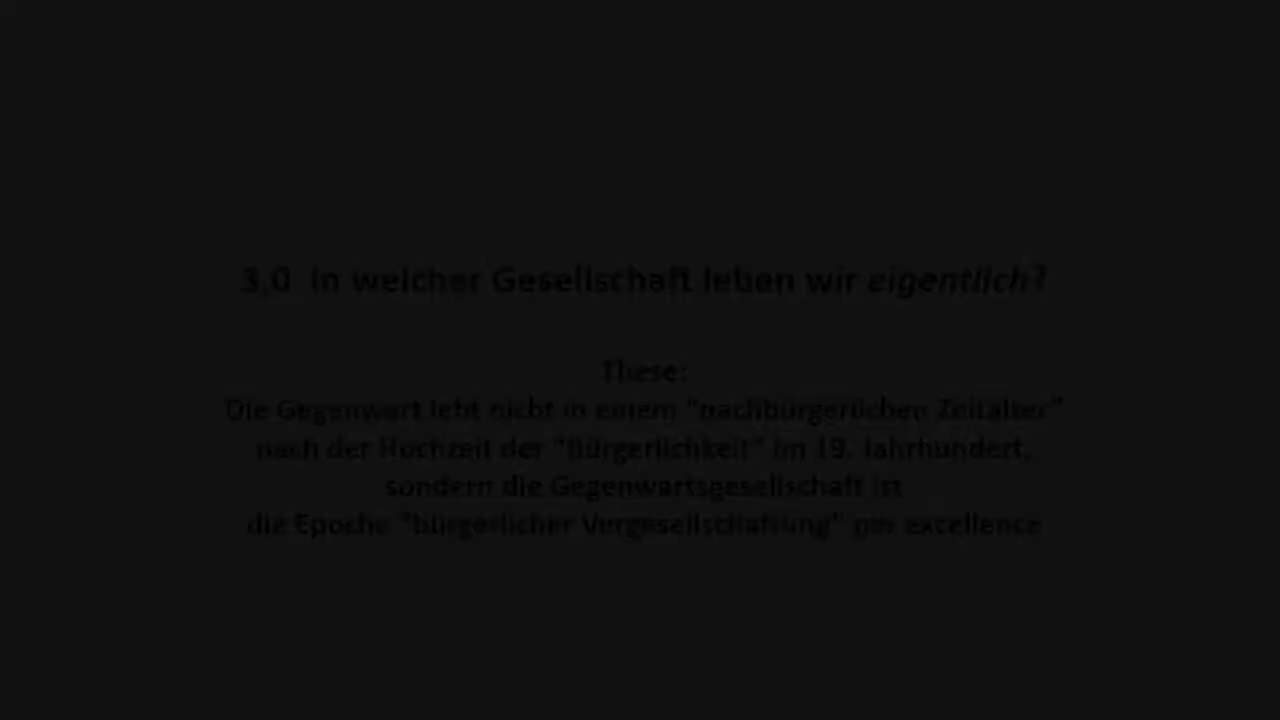 3,0 In welcher Gesellschaft leben wir eigentlich?
These:
Die Gegenwart lebt nicht in einem "nachbürgerlichen Zeitalter"
nach der Hochzeit der "Bürgerlichkeit" im 19. Jahrhundert,
sondern die Gegenwartsgesellschaft ist
die Epoche "bürgerlicher Vergesellschaftung" par excellence